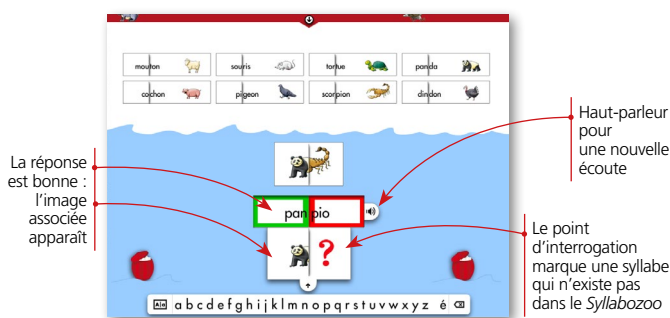 mouton
souris
tortue
panda
cochon
pigeon
scorpion
dindon
Haut-parleur
pour
une nouvelle
écoute
La réponse
est bonne :
l'image
associée
apparaît
pan pio
?
Le point
d'interrogation
marque une syllabe
qui n'existe pas
dans le Syllabozoo
a b c d e f g h i j k l m n o p q r s t u v w x y z é